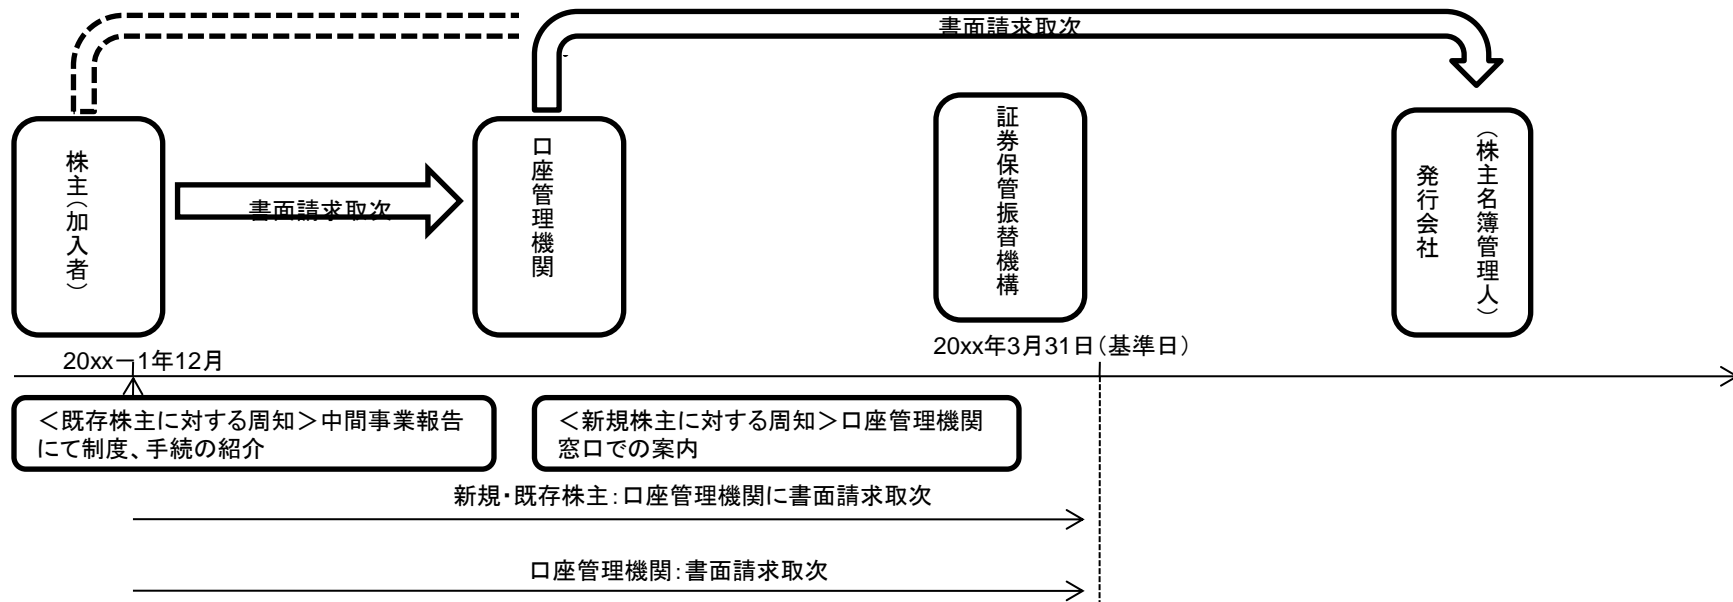 書面請求取次
株主(加入者)
書面請求取次
口座管理機関
証券保管振替機構
(株主名簿管理人)
発行会社
20xx-1年12月
20xx年3月31日(基準日)
<既存株主に対する周知>中間事業報告
にて制度、手続の紹介
<新規株主に対する周知>口座管理機関
窓口での案内
新規・既存株主:口座管理機関に書面請求取次
口座管理機関:書面請求取次